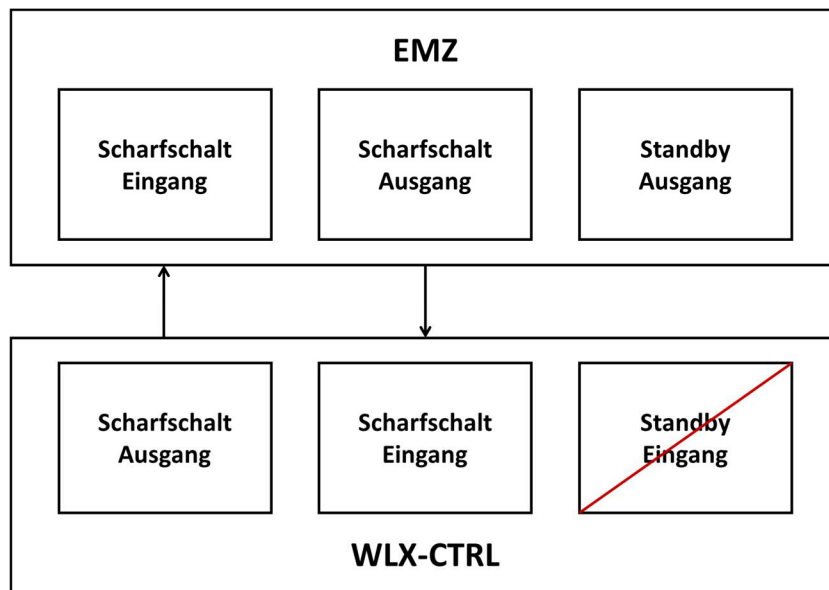 EMZ
Scharfschalt
Eingang
Scharfschalt
Ausgang
Standby
Ausgang
Scharfschalt
Ausgang
Scharfschalt
Eingang
Standby
Eingang
WLX-CTRL